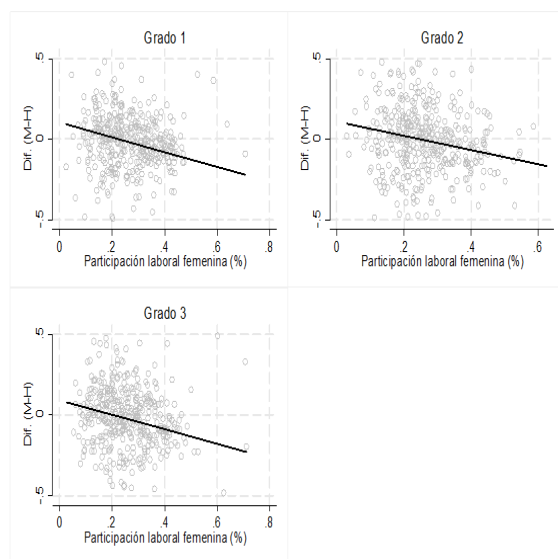 Grado 1
Dif. (M-H)
.5
0
-.5
0
.2
.4
.6
.8
Participación laboral femenina (%)
Grado 2
Dif. (M-H)
.5
0
-.5
0
.2
.4
.6
Participación laboral femenina (%)
Grado 3
Dif. (M-H)
.5
0
-.5
0
.2
.4
.6
.8
Participación laboral femenina (%)